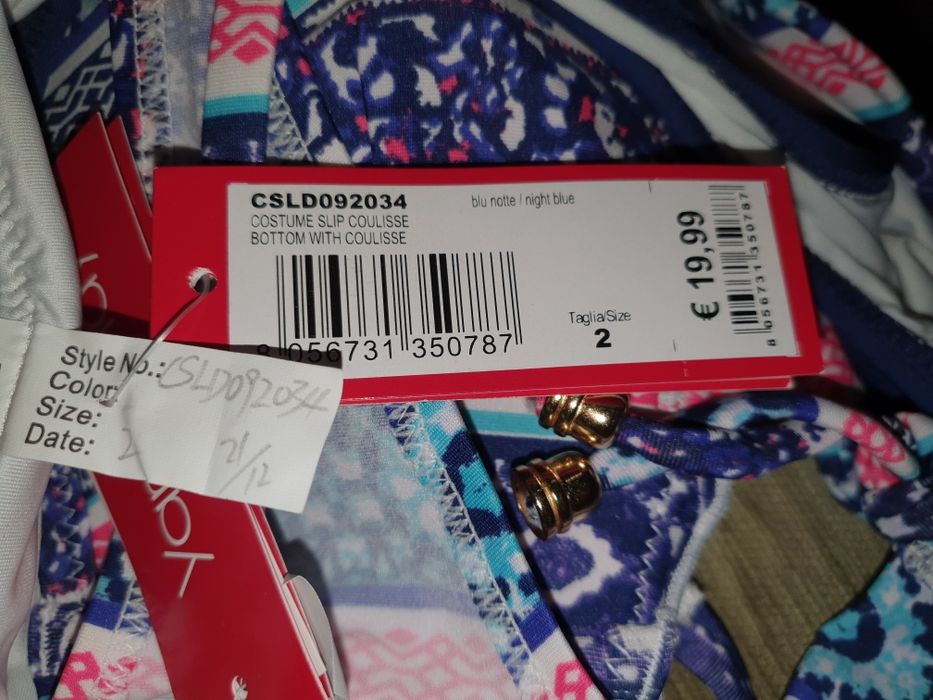 CSLD092034
blu notte / night blue
COSTUME SLIP COULISSE
BOTTOM WITH COULISSE
8 056731 350787
Taglia/Size
2
€ 19,99
8 056731 350787
Style No.: CSLD092034
Color:
Size: 2
Date: 21/12